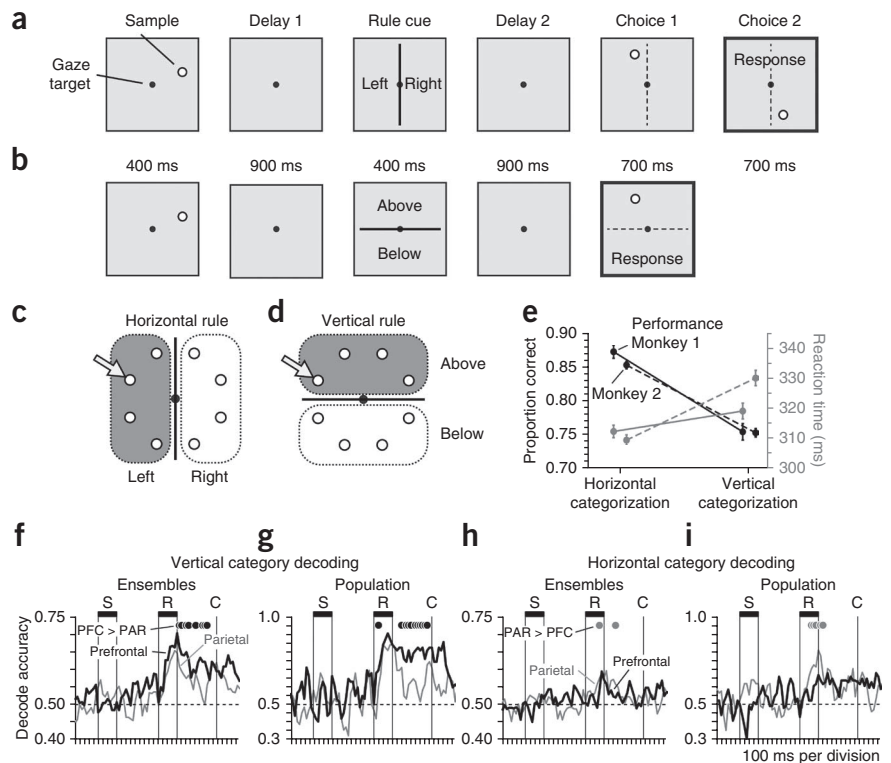 a
Sample
Delay 1
Rule cue
Delay 2
Choice 1
Choice 2
Gaze
target
Left
Right
Response
b
400 ms
900 ms
400 ms
900 ms
700 ms
700 ms
Above
Below
Response
c
Horizontal rule
Left
Right
d
Vertical rule
Above
Below
e
Performance
Monkey 1
Monkey 2
Proportion correct
0.90
0.85
0.80
0.75
0.70
Reaction time (ms)
340
330
320
310
300
Horizontal
categorization
Vertical
categorization
f
g
h
i
Vertical category decoding
Horizontal category decoding
Ensembles
Population
Ensembles
Population
S
R
C
S
R
C
S
R
C
S
R
C
Decode accuracy
0.75
0.50
0.40
PFC > PAR
Prefrontal
Parietal
1.0
0.5
0.3
0.75
0.50
0.40
PAR > PFC
Parietal
Prefrontal
1.0
0.5
0.3
100 ms per division